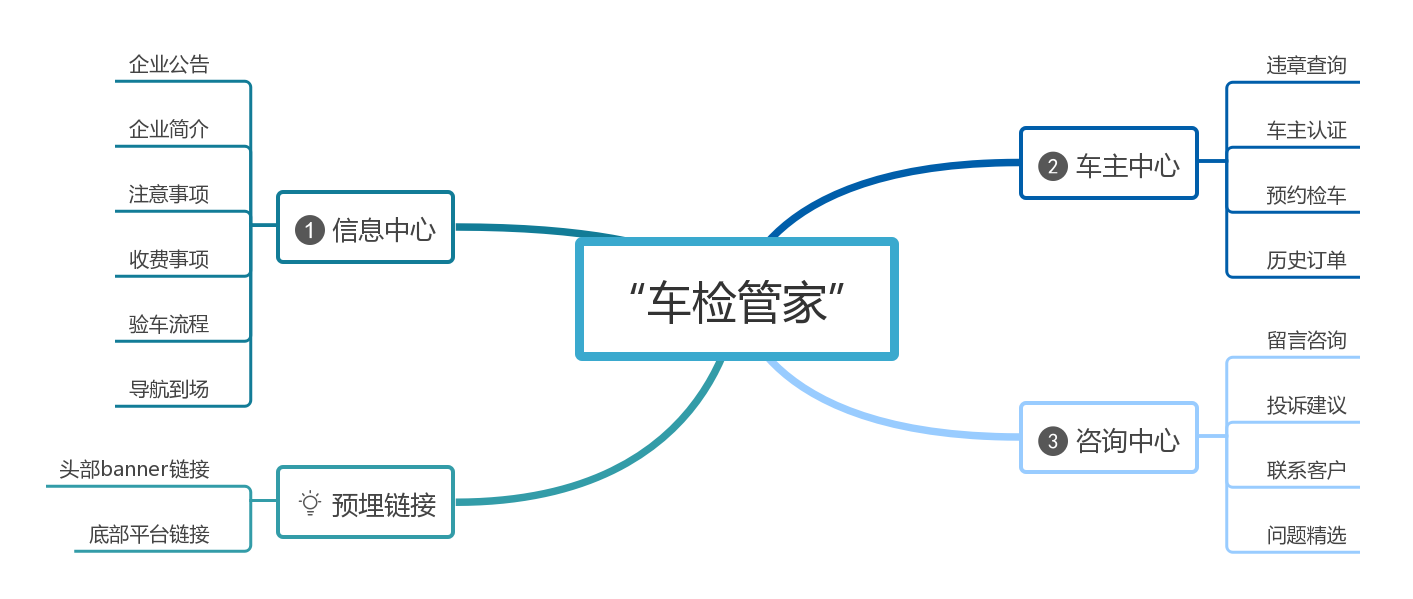 “车检管家”
1 信息中心
企业公告
企业简介
注意事项
收费事项
验车流程
导航到场
2 车主中心
违章查询
车主认证
预约检车
历史订单
3 咨询中心
留言咨询
投诉建议
联系客户
问题精选
预埋链接
头部banner链接
底部平台链接